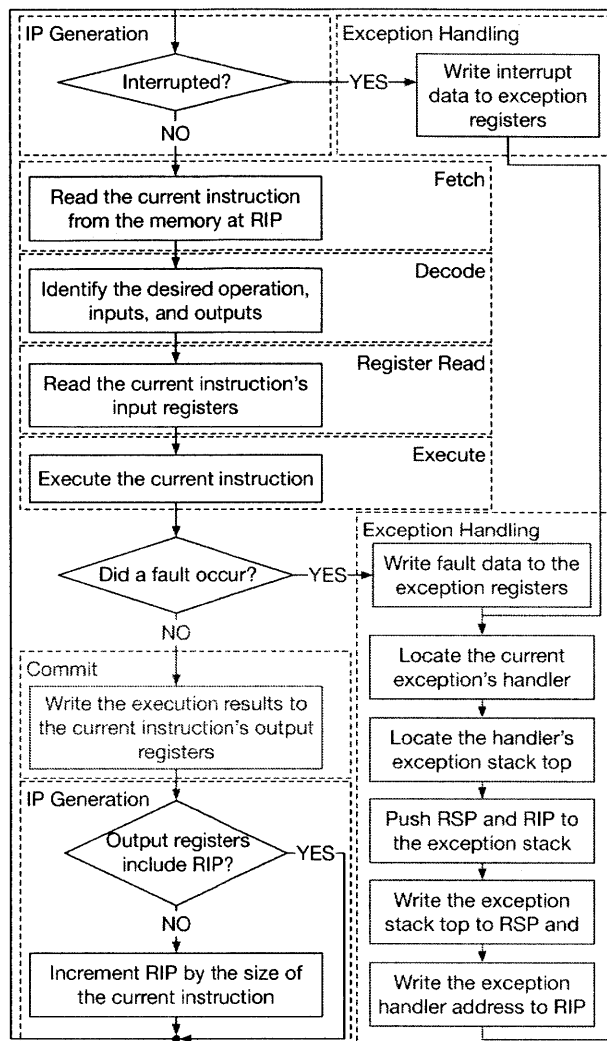 IP Generation
Interrupted?
YES
NO
Exception Handling
Write interrupt
data to exception
registers
Fetch
Read the current instruction
from the memory at RIP
Decode
Identify the desired operation,
inputs, and outputs
Register Read
Read the current instruction's
input registers
Execute
Execute the current instruction
Did a fault occur?
YES
NO
Exception Handling
Write fault data to the
exception registers
Locate the current
exception's handler
Locate the handler's
exception stack top
Push RSP and RIP to
the exception stack
Write the exception
stack top to RSP and
Write the exception
handler address to RIP
Commit
Write the execution results to
the current instruction's output
registers
IP Generation
Output registers
include RIP?
YES
NO
Increment RIP by the size of
the current instruction